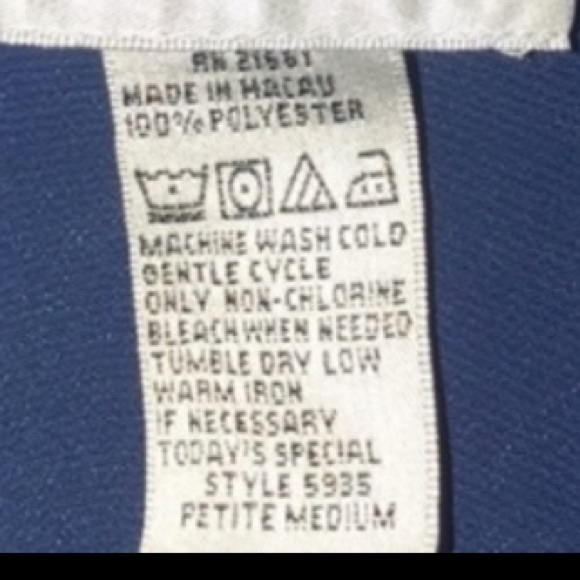 RN 21661
MADE IN MACAU
100% POLYESTER
MACHINE WASH COLD
GENTLE CYCLE
ONLY NON-CHLORINE
BLEACH WHEN NEEDED
TUMBLE DRY LOW
WARM IRON
IF NECESSARY
TODAY'S SPECIAL
STYLE 5935
PETITE MEDIUM